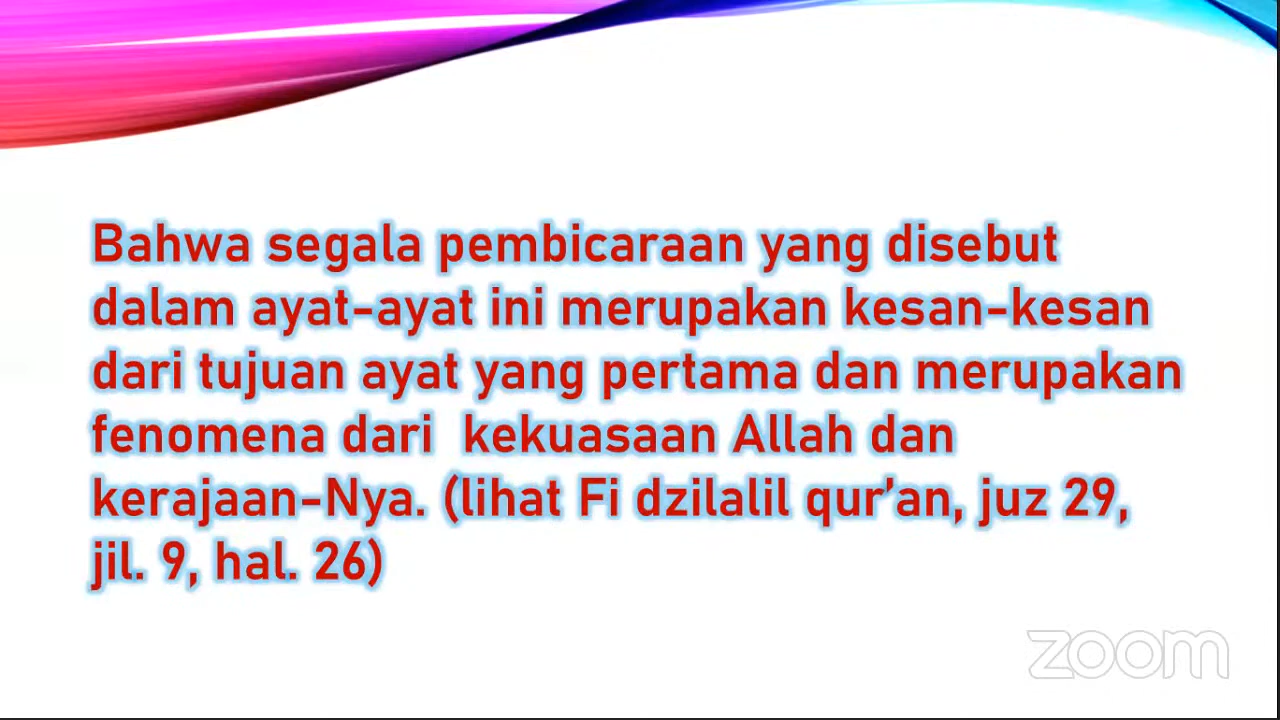 Bahwa segala pembicaraan yang disebut
dalam ayat-ayat ini merupakan kesan-kesan
dari tujuan ayat yang pertama dan merupakan
fenomena dari  kekuasaan Allah dan
kerajaan-Nya. (lihat Fi dzilalil qur’an, juz 29,
jil. 9, hal. 26)
zoom